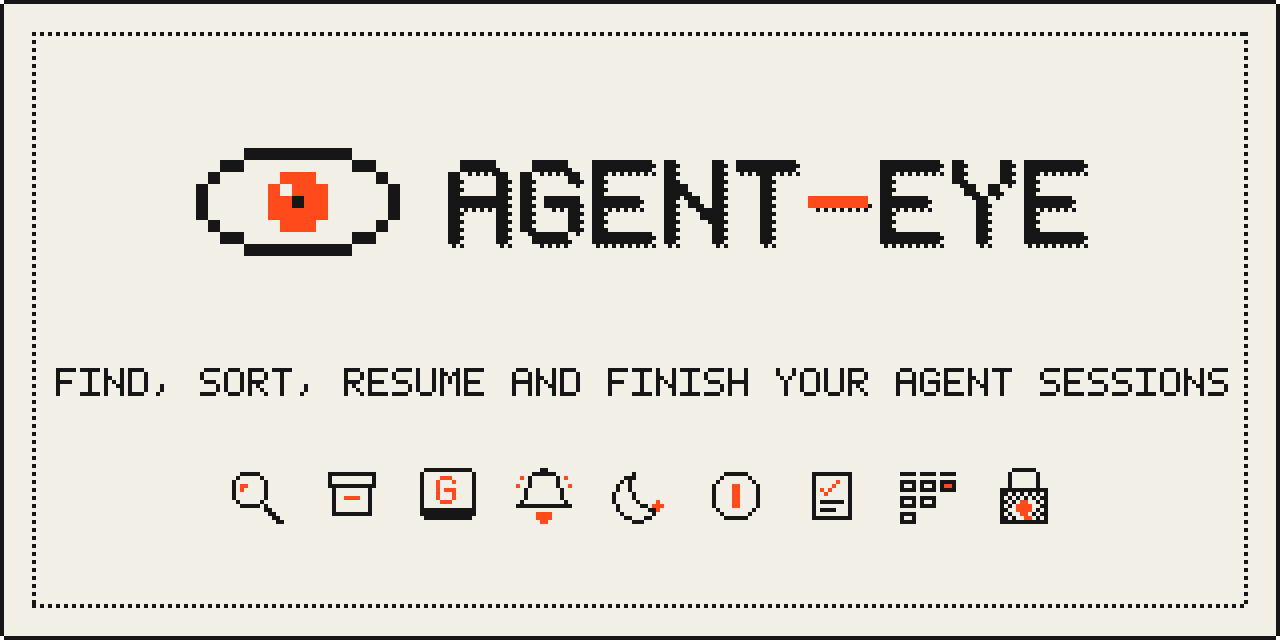 AGENT-EYE
FIND, SORT, RESUME AND FINISH YOUR AGENT SESSIONS
G